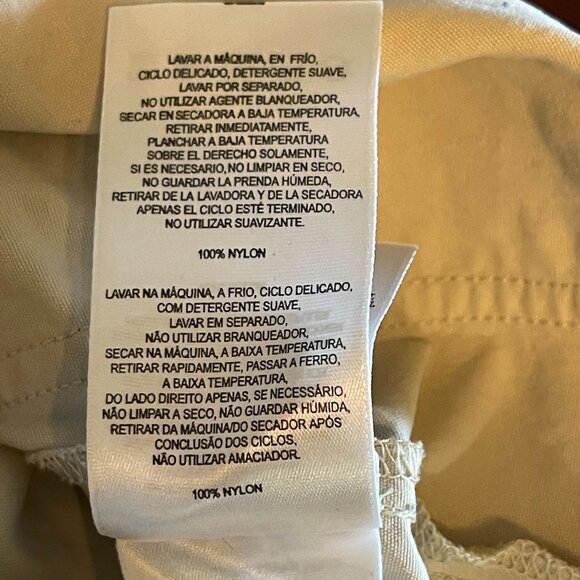 LAVAR A MÁQUINA, EN FRÍO,
CICLO DELICADO, DETERGENTE SUAVE,
LAVAR POR SEPARADO,
NO UTILIZAR AGENTE BLANQUEADOR,
SECAR EN SECADORA A BAJA TEMPERATURA,
RETIRAR INMEDIATAMENTE,
PLANCHAR A BAJA TEMPERATURA
SOBRE EL DERECHO SOLAMENTE,
SI ES NECESARIO, NO LIMPIAR EN SECO,
NO GUARDAR LA PRENDA HÚMEDA,
RETIRAR DE LA LAVADORA Y DE LA SECADORA
APENAS EL CICLO ESTÉ TERMINADO,
NO UTILIZAR SUAVIZANTE.
100% NYLON
LAVAR NA MÁQUINA, A FRIO, CICLO DELICADO,
COM DETERGENTE SUAVE,
LAVAR EM SEPARADO,
NÃO UTILIZAR BRANQUEADOR,
SECAR NA MÁQUINA, A BAIXA TEMPERATURA,
RETIRAR RAPIDAMENTE, PASSAR A FERRO,
A BAIXA TEMPERATURA,
DO LADO DIREITO APENAS, SE NECESSÁRIO,
NÃO LIMPAR A SECO, NÃO GUARDAR HÚMIDA,
RETIRAR DA MÁQUINA/DO SECADOR APÓS
CONCLUSÃO DOS CICLOS,
NÃO UTILIZAR AMACIADOR.
100% NYLON